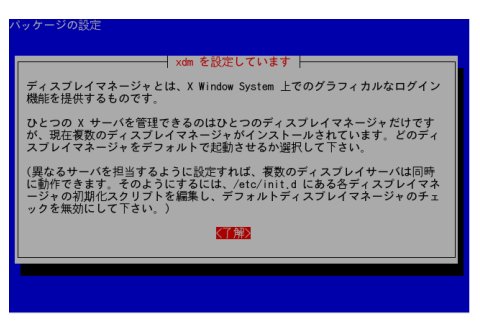 パッケージの設定
xdm を設定しています
ディスプレイマネージャとは、X Window System 上でのグラフィカルなログイン
機能を提供するものです。
ひとつの X サーバを管理できるのはひとつのディスプレイマネージャだけです
が、現在複数のディスプレイマネージャがインストールされています。どのディ
スプレイマネージャをデフォルトで起動させるか選択して下さい。
(異なるサーバを担当するように設定すれば、複数のディスプレイサーバは同時
に動作できます。そのようにするには、/etc/init.d にある各ディスプレイマネ
ージャの初期化スクリプトを編集し、デフォルトディスプレイマネージャのチェ
ックを無効にして下さい。)
<了解>